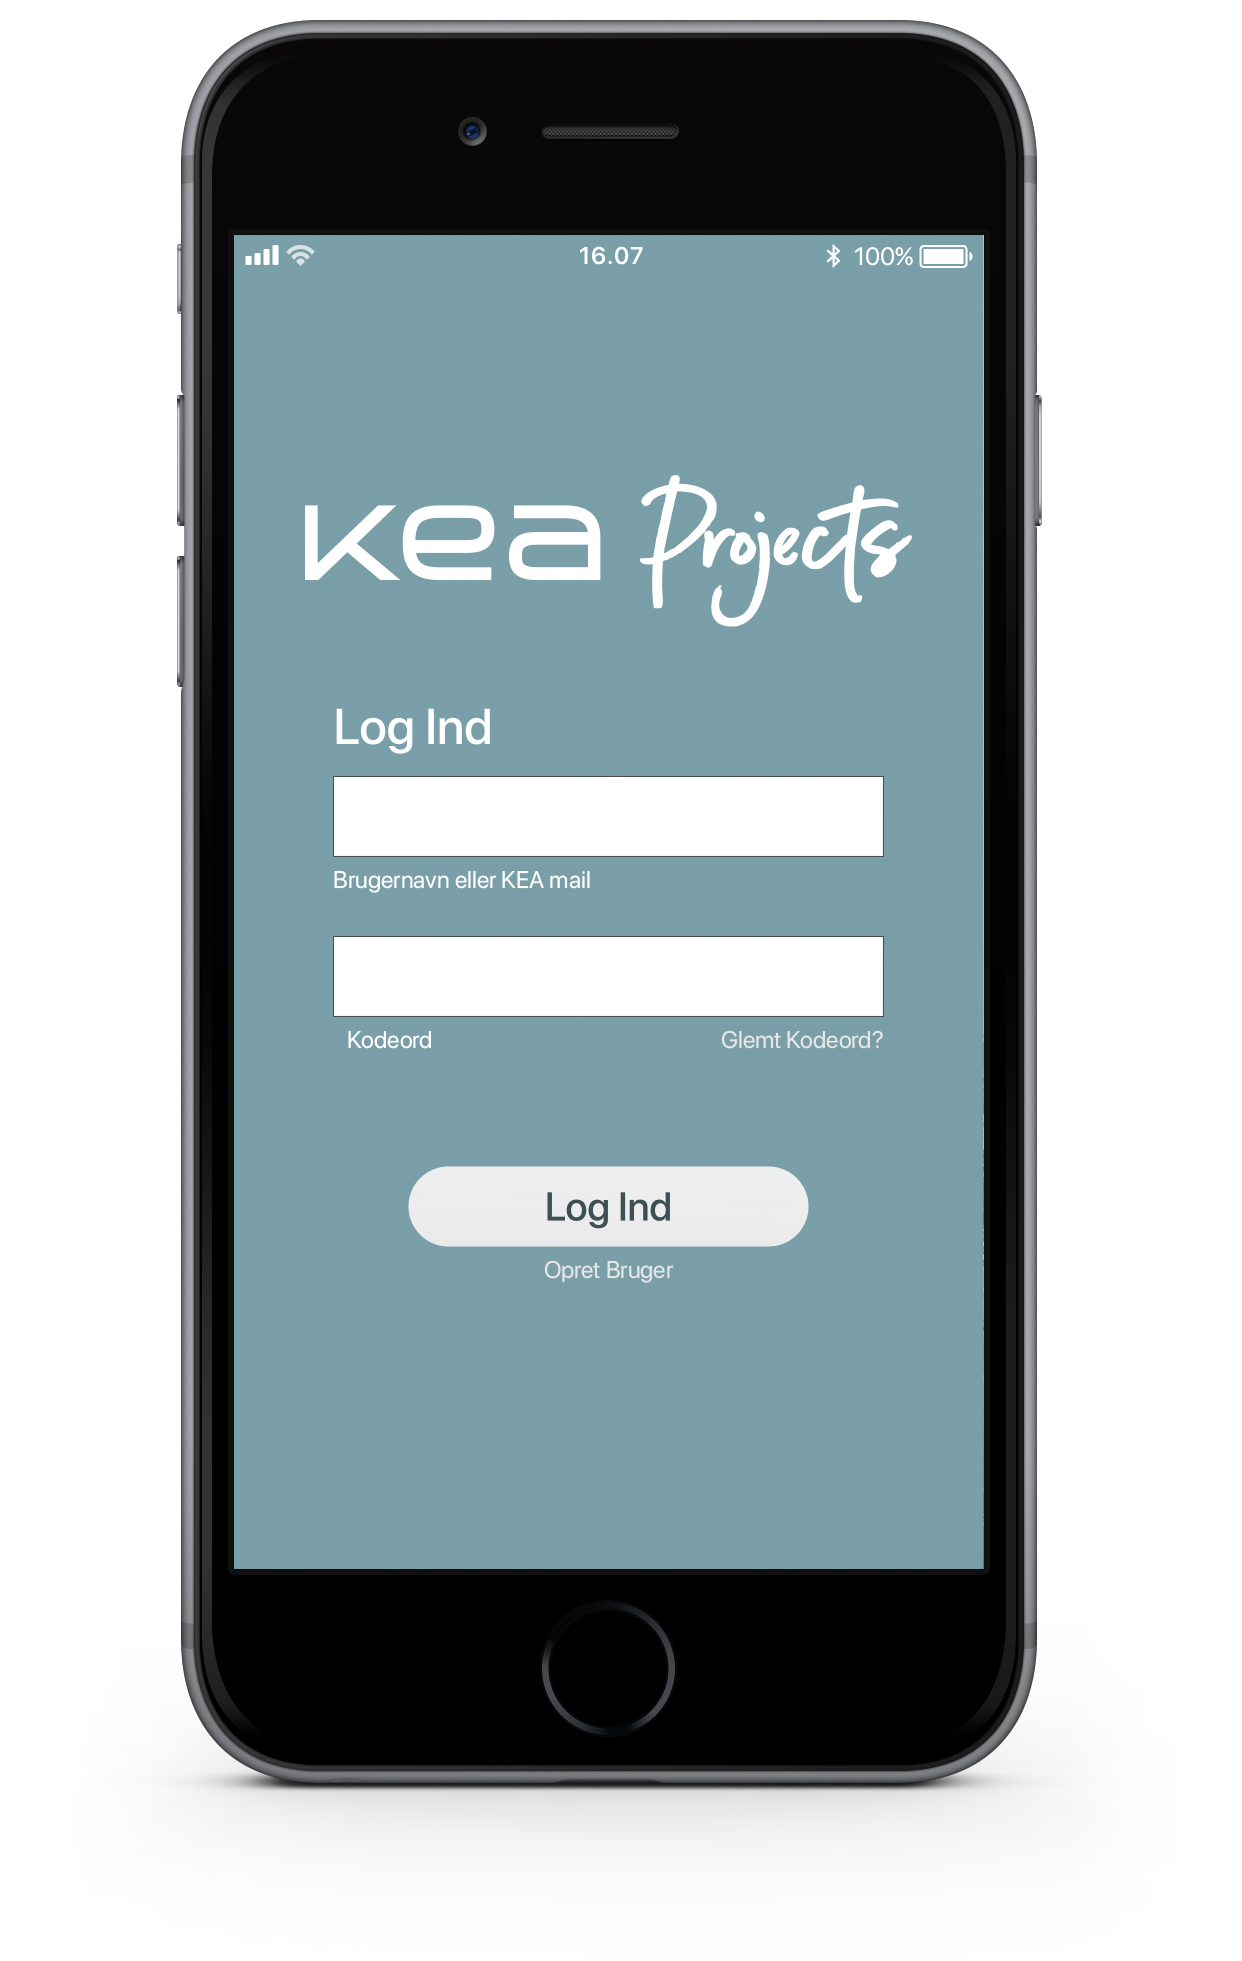 16.07
100%
kea Projects
Log Ind
Brugernavn eller KEA mail
Kodeord
Glemt Kodeord?
Log Ind
Opret Bruger